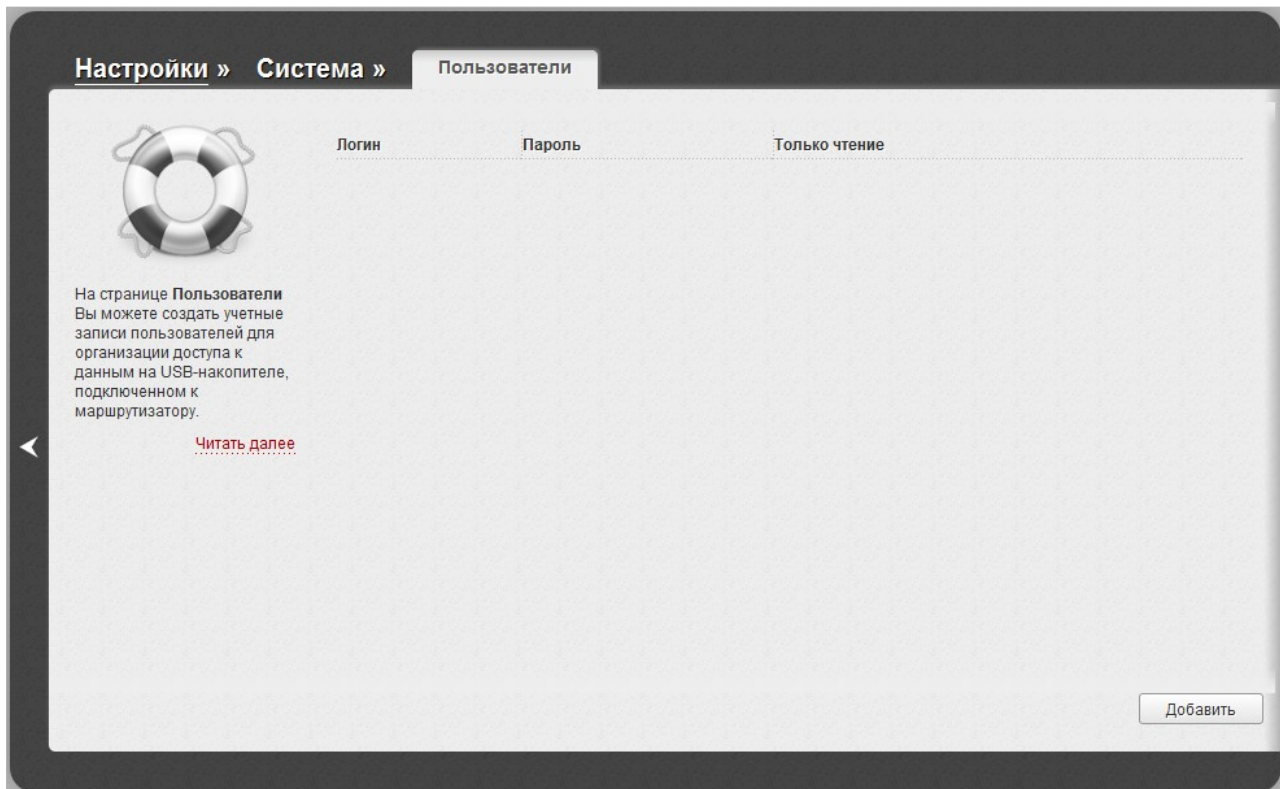 Настройки » Система » Пользователи
Логин Пароль Только чтение
На странице Пользователи
Вы можете создать учетные
записи пользователей для
организации доступа к
данным на USB-накопителе,
подключенном к
маршрутизатору.
Читать далее
Добавить